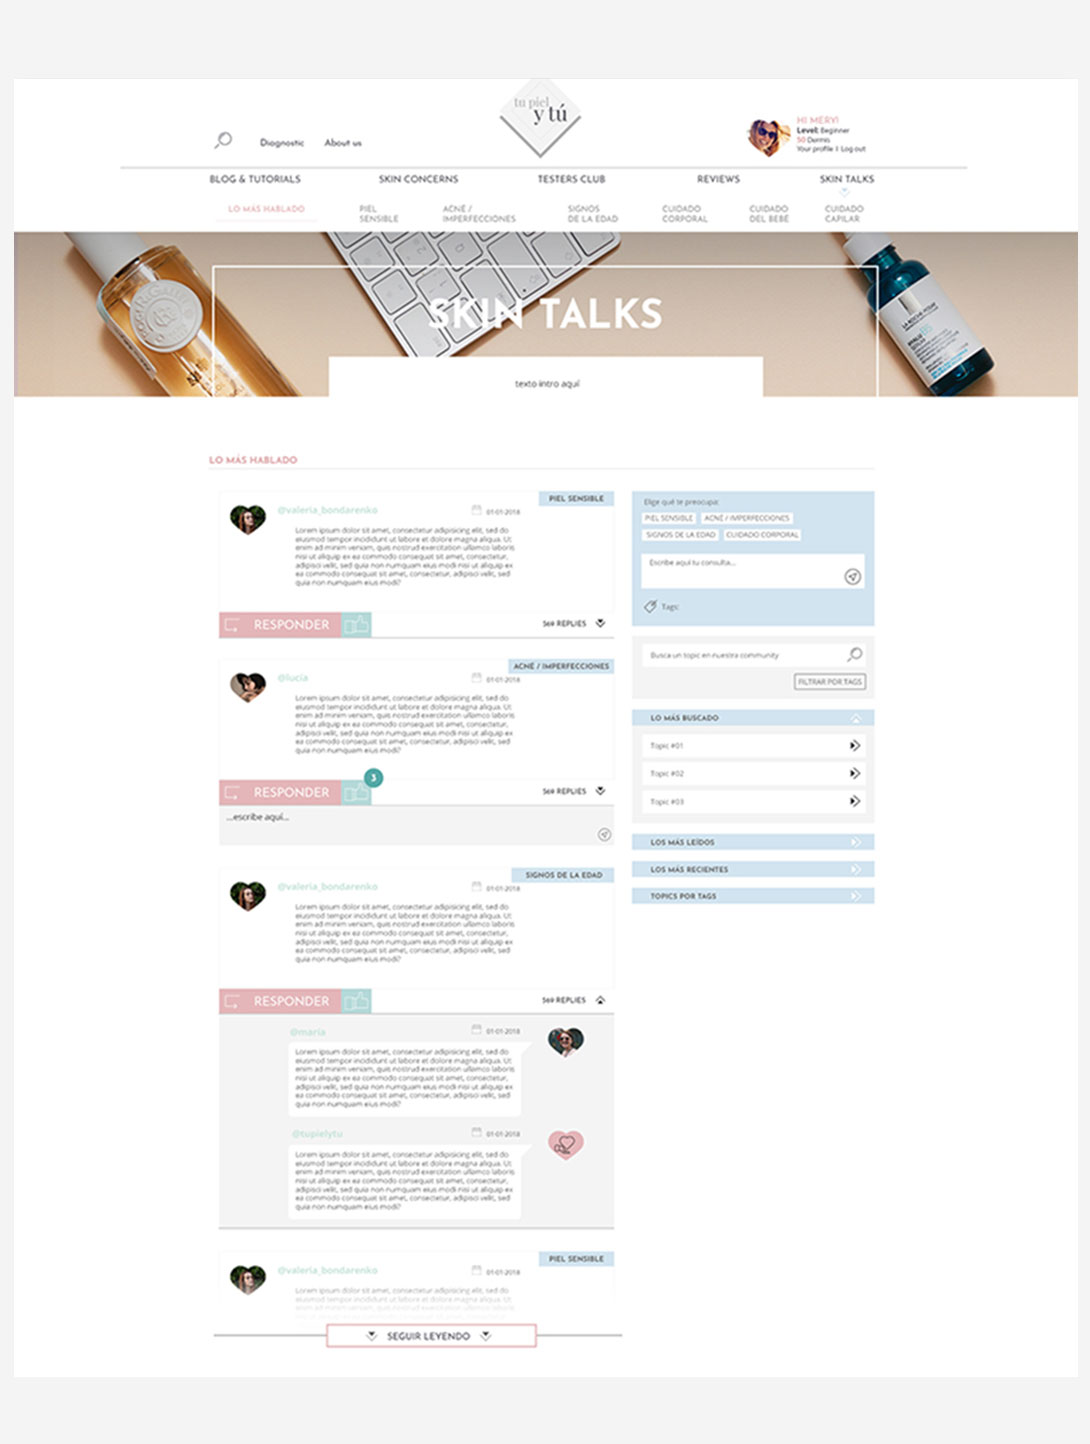 tu piel
y tú
Diagnostic
About us
HI MERY!
Level: Beginner
50 Dermis
Your profile | Log out
BLOG & TUTORIALS
SKIN CONCERNS
TESTERS CLUB
REVIEWS
SKIN TALKS
LO MÁS HABLADO
PIEL
SENSIBLE
ACNÉ /
IMPERFECCIONES
SIGNOS
DE LA EDAD
CUIDADO
CORPORAL
CUIDADO
DEL BEBÉ
CUIDADO
CAPILAR
SKIN TALKS
LA ROCHE-POSAY
texto intro aquí
LO MÁS HABLADO
PIEL SENSIBLE
@valeria_bondarenko
01-01-2018
Lorem ipsum dolor sit amet, consectetur adipisicing elit, sed do
eiusmod tempor incididunt ut labore et dolore magna aliqua. Ut
enim ad minim veniam, quis nostrud exercitation ullamco laboris
nisi ut aliquip ex ea commodo consequat sit amet, consectetur,
adipisci velit, sed quia non numquam eius modi nisi ut aliquip ex
ea commodo consequat sit amet, consectetur, adipisci velit, sed
quia non numquam eius modi?
RESPONDER
569 REPLIES
ACNÉ / IMPERFECCIONES
@lucia
01-01-2018
Lorem ipsum dolor sit amet, consectetur adipisicing elit, sed do
eiusmod tempor incididunt ut labore et dolore magna aliqua. Ut
enim ad minim veniam, quis nostrud exercitation ullamco laboris
nisi ut aliquip ex ea commodo consequat sit amet, consectetur,
adipisci velit, sed quia non numquam eius modi nisi ut aliquip ex
ea commodo consequat sit amet, consectetur, adipisci velit, sed
quia non numquam eius modi?
3
RESPONDER
569 REPLIES
...escribe aquí...
SIGNOS DE LA EDAD
@valeria_bondarenko
01-01-2018
Lorem ipsum dolor sit amet, consectetur adipisicing elit, sed do
eiusmod tempor incididunt ut labore et dolore magna aliqua. Ut
enim ad minim veniam, quis nostrud exercitation ullamco laboris
nisi ut aliquip ex ea commodo consequat sit amet, consectetur,
adipisci velit, sed quia non numquam eius modi nisi ut aliquip ex
ea commodo consequat sit amet, consectetur, adipisci velit, sed
quia non numquam eius modi?
RESPONDER
569 REPLIES
@maria
01-01-2018
Lorem ipsum dolor sit amet, consectetur adipisicing elit, sed do
eiusmod tempor incididunt ut labore et dolore magna aliqua. Ut
enim ad minim veniam, quis nostrud exercitation ullamco laboris
nisi ut aliquip ex ea commodo consequat sit amet, consectetur,
adipisci velit, sed quia non numquam eius modi nisi ut aliquip ex
ea commodo consequat sit amet, consectetur, adipisci velit, sed
quia non numquam eius modi?
@tupielytu
01-01-2018
Lorem ipsum dolor sit amet, consectetur adipisicing elit, sed do
eiusmod tempor incididunt ut labore et dolore magna aliqua. Ut
enim ad minim veniam, quis nostrud exercitation ullamco laboris
nisi ut aliquip ex ea commodo consequat sit amet, consectetur,
adipisci velit, sed quia non numquam eius modi nisi ut aliquip ex
ea commodo consequat sit amet, consectetur, adipisci velit, sed
quia non numquam eius modi?
PIEL SENSIBLE
@valeria_bondarenko
01-01-2018
Lorem ipsum dolor sit amet, consectetur adipisicing elit, sed do
eiusmod tempor incididunt ut labore et dolore magna aliqua. Ut
enim ad minim veniam, quis nostrud exercitation ullamco laboris
SEGUIR LEYENDO
Elige qué te preocupa:
PIEL SENSIBLE
ACNÉ / IMPERFECCIONES
SIGNOS DE LA EDAD
CUIDADO CORPORAL
Escribe aquí tu consulta...
Tags:
Busca un topic en nuestra community
FILTRAR POR TAGS
LO MÁS BUSCADO
Topic #01
Topic #02
Topic #03
LOS MÁS LEÍDOS
LOS MÁS RECIENTES
TOPICS POR TAGS